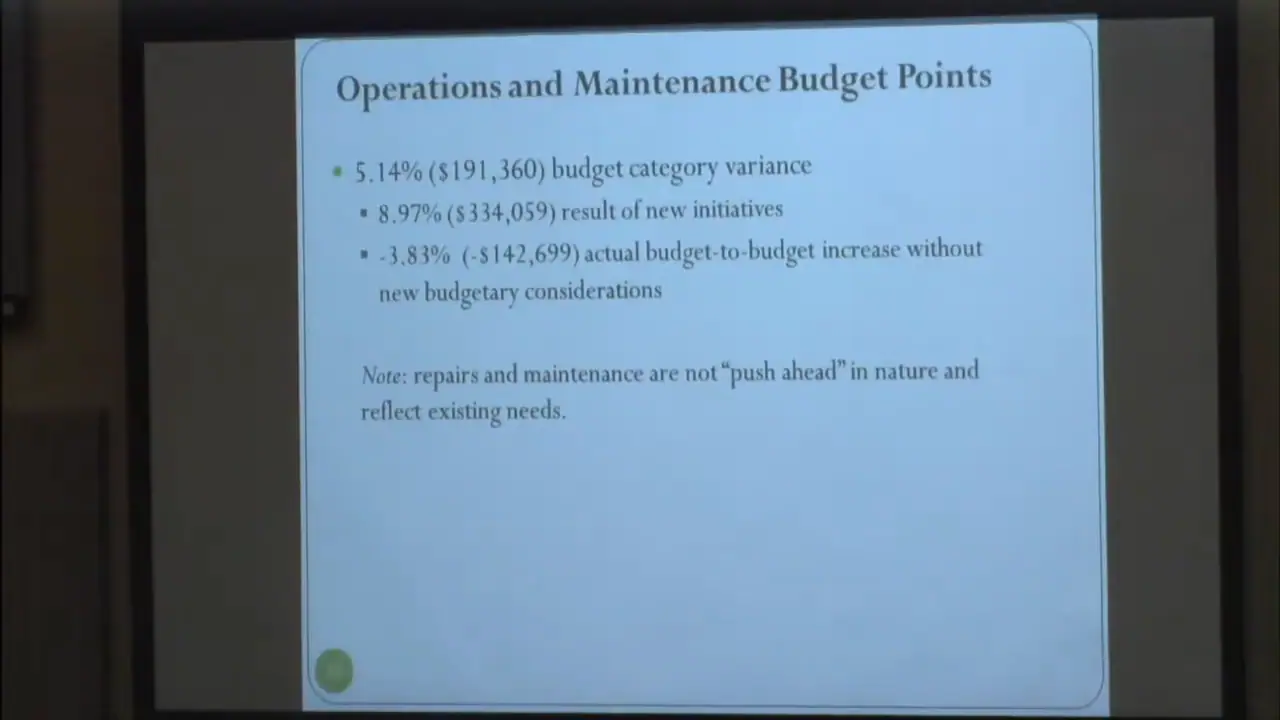 Operations and Maintenance Budget Points
5.14% ($191,360) budget category variance
8.97% ($334,059) result of new initiatives
-3.83% (-$142,699) actual budget-to-budget increase without
new budgetary considerations
Note: repairs and maintenance are not “push ahead” in nature and
reflect existing needs.